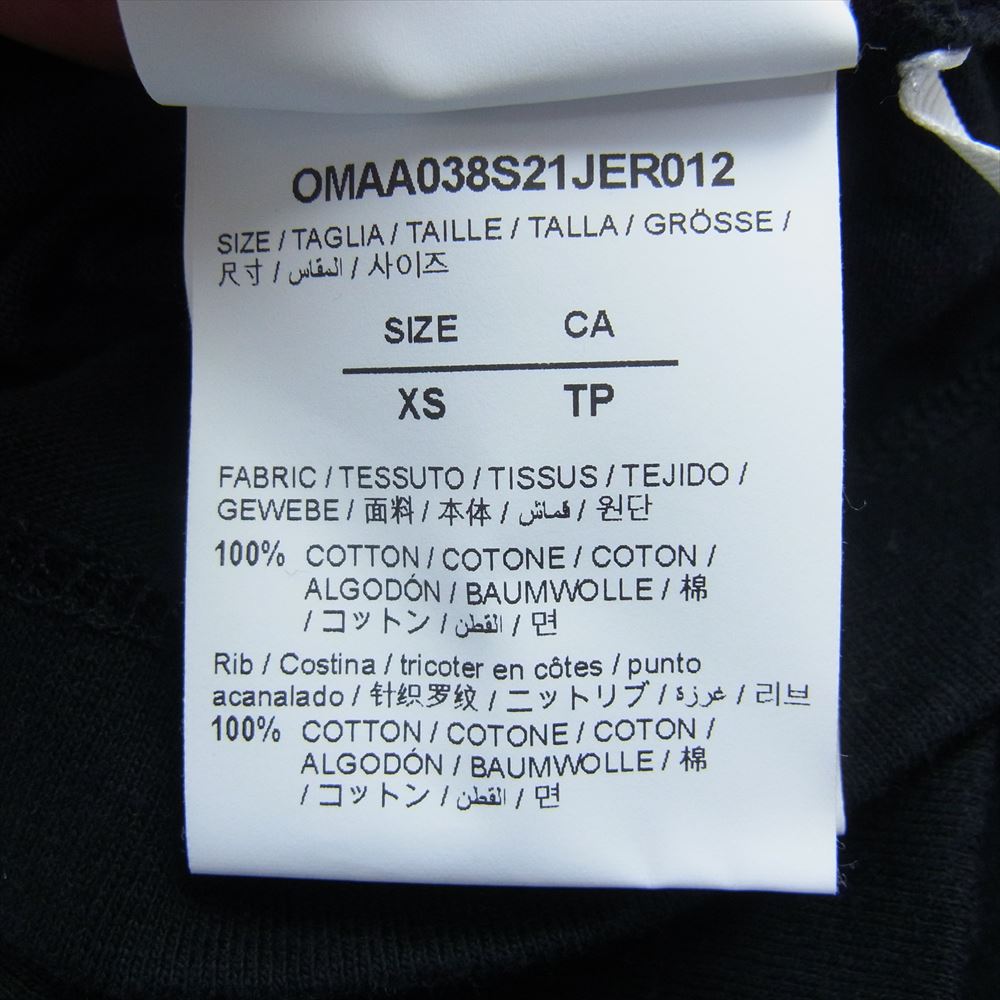 OMAA038S21JER012
SIZE / TAGLIA / TAILLE / TALLA / GRÖSSE /
尺寸 / المقاس / 사이즈
SIZE CA
XS TP
FABRIC / TESSUTO / TISSUS / TEJIDO /
GEWEBE / 面料 / 本体 / قماش / 원단
100% COTTON / COTONE / COTON /
ALGODÓN / BAUMWOLLE / 棉
/ コットン / القطن / 면
Rib / Costina / tricoter en côtes / punto
acanalado / 针织罗纹 / ニットリブ / غرزة / 리브
100% COTTON / COTONE / COTON /
ALGODÓN / BAUMWOLLE / 棉
/ コットン / القطن / 면